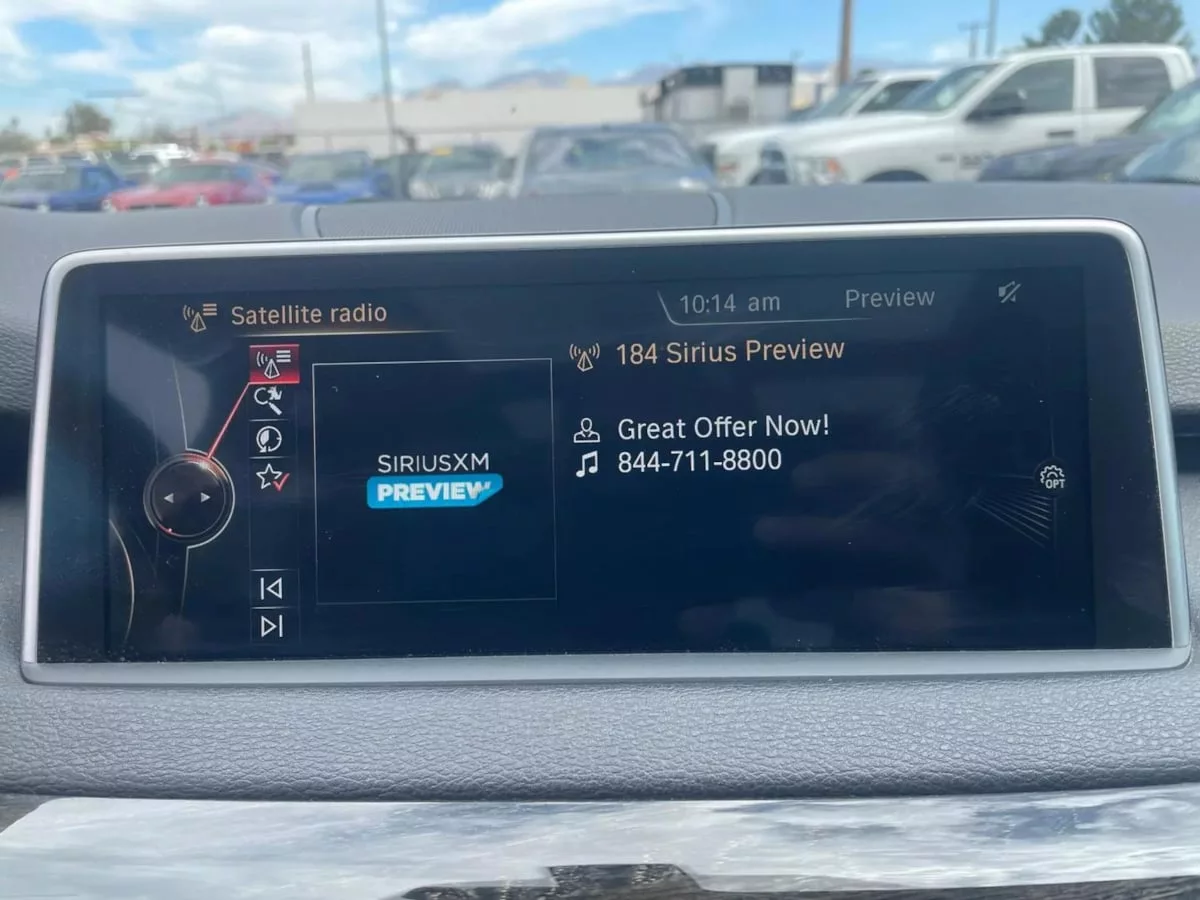 Satellite radio
10:14 am
Preview
184 Sirius Preview
Great Offer Now!
844-711-8800
SIRIUSXM
PREVIEW
OPT